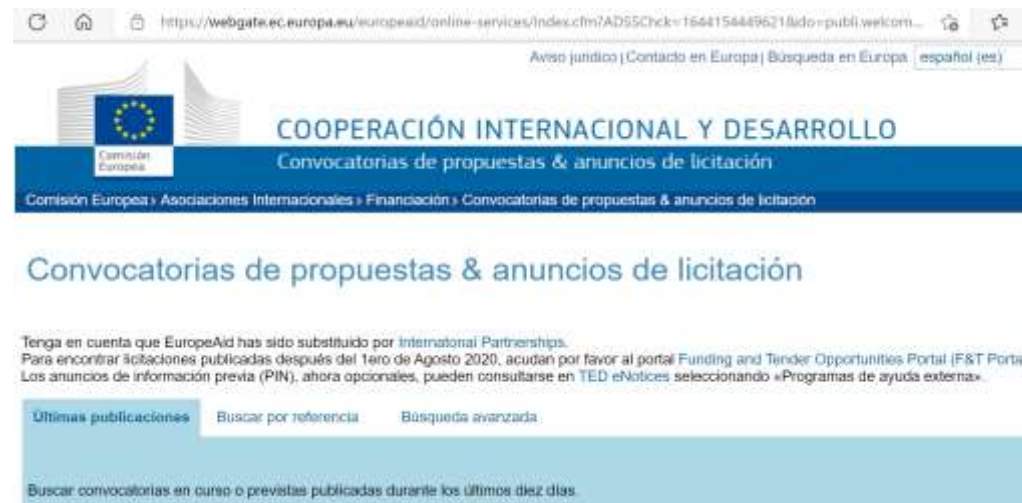 https://webgate.ec.europa.eu/europeaid/online-services/index.cfm?ADSSChck=1644154449621&do=publi.welcom...
Aviso jurídico | Contacto en Europa | Búsqueda en Europa español (es)
Comisión
Europea
COOPERACIÓN INTERNACIONAL Y DESARROLLO
Convocatorias de propuestas & anuncios de licitación
Comisión Europea > Asociaciones Internacionales > Financiación > Convocatorias de propuestas & anuncios de licitación
Convocatorias de propuestas & anuncios de licitación
Tenga en cuenta que EuropeAid has sido substituido por Internatonal Partnerships.
Para encontrar licitaciones publicadas después del 1ero de Agosto 2020, acudan por favor al portal Funding and Tender Opportunities Portal (F&T Porta
Los anuncios de información previa (PIN), ahora opcionales, pueden consultarse en TED eNotices seleccionando «Programas de ayuda externa».
Últimas publicaciones Buscar por referencia Búsqueda avanzada
Buscar convocatorias en curso o previstas publicadas durante los últimos diez días.